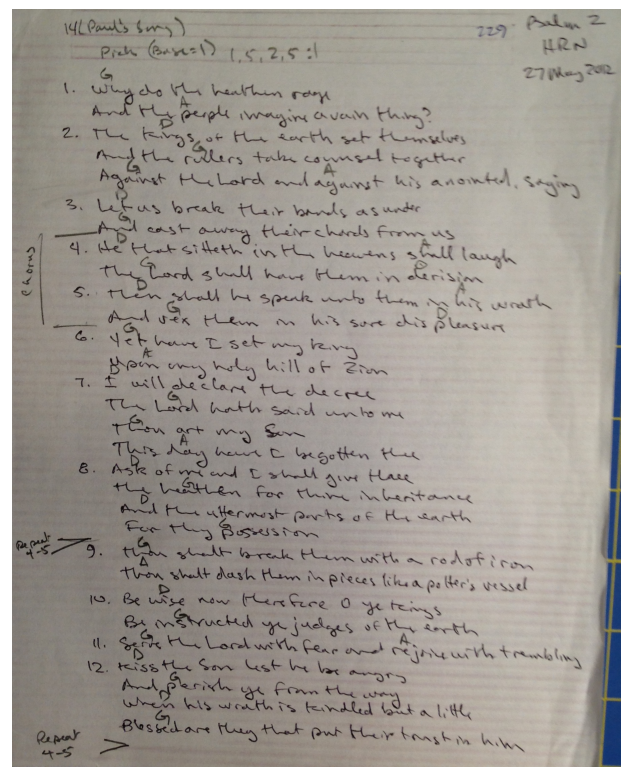 14 (Paul's Song)
229. Psalm 2
Pick (Base=1) 1, 5, 2, 5 :|
HRN
27 May 2012
G
1. Why do the heathen rage
A
And the people imagine a vain thing?
D
2. The kings of the earth set themselves
G
And the rulers take counsel together
G A
Against the Lord and against his anointed, saying
D
3. Let us break their bands asunder
G
And cast away their chords from us
Chorus
D A
4. He that sitteth in the heavens shall laugh
G D
The Lord shall have them in derision
D A
5. Then shall he speak unto them in his wrath
G D
And vex them in his sore displeasure
G
6. Yet have I set my king
A
Upon my holy hill of Zion
D
7. I will declare the decree
G
The Lord hath said unto me
G
Thou art my Son
A
This day have I begotten thee
D
8. Ask of me and I shall give thee
G
the heathen for thine inheritance
D
And the uttermost parts of the earth
G
For thy possession
Repeat 4-5
G
9. Thou shalt break them with a rod of iron
A
Thou shalt dash them in pieces like a potter's vessel
D
10. Be wise now therefore O ye kings
G
Be instructed ye judges of the earth
G A
11. Serve the Lord with fear and rejoice with trembling
D
12. Kiss the Son lest he be angry
G
And perish ye from the way
D
When his wrath is kindled but a little
G
Blessed are they that put their trust in him
Repeat 4-5